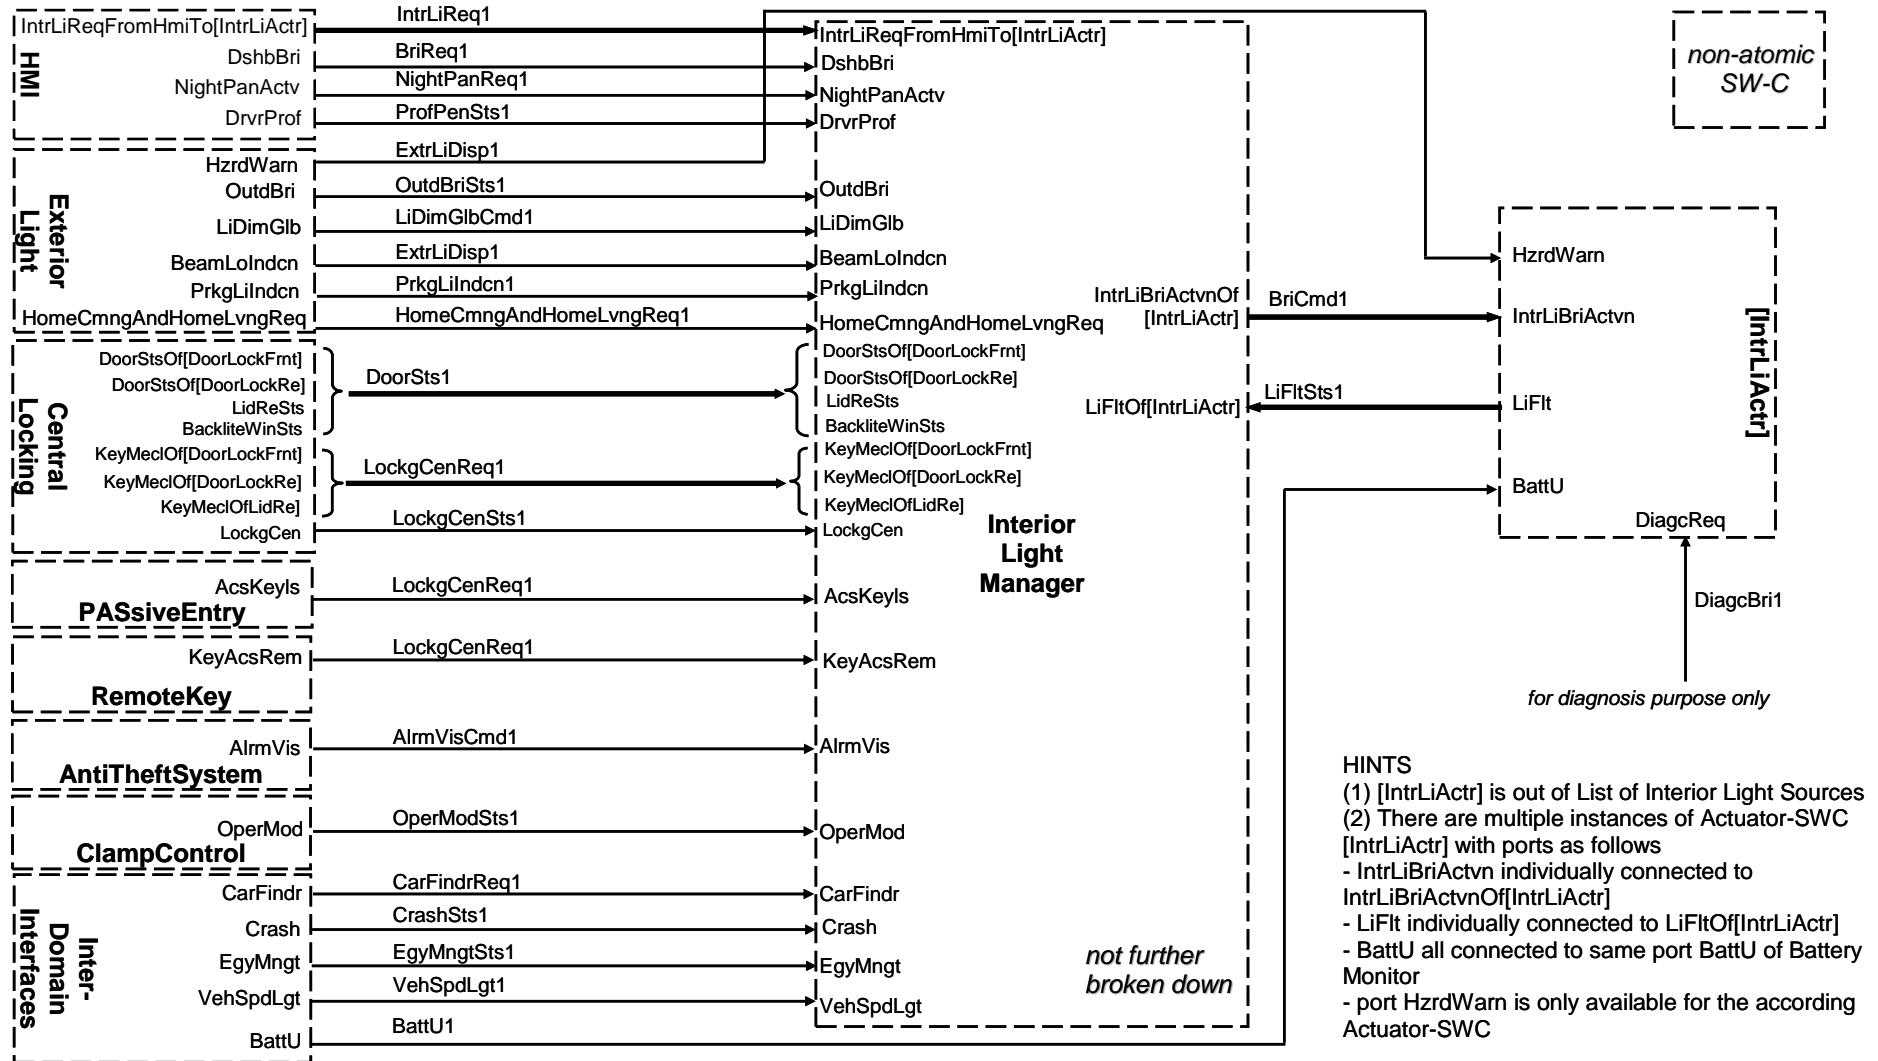 IntrLiReqFromHmiTo[IntrLiActr]
DshbBri
NightPanActv
DrvrProf
HMI
HzrdWarn
OutdBri
LiDimGlb
BeamLoIndcn
PrkgLiIndcn
HomeCmngAndHomeLvngReq
Exterior
Light
DoorStsOf[DoorLockFrnt]
DoorStsOf[DoorLockRe]
LidReSts
BackliteWinSts
KeyMeclOf[DoorLockFrnt]
KeyMeclOf[DoorLockRe]
KeyMeclOfLidRe]
LockgCen
Central
Locking
AcsKeyls
PASsiveEntry
KeyAcsRem
RemoteKey
AlrmVis
AntiTheftSystem
OperMod
ClampControl
CarFindr
Crash
EgyMngt
VehSpdLgt
BattU
Inter-
Domain
Interfaces
IntrLiReq1
BriReq1
NightPanReq1
ProfPenSts1
ExtrLiDisp1
OutdBriSts1
LiDimGlbCmd1
ExtrLiDisp1
PrkgLiIndcn1
HomeCmngAndHomeLvngReq1
DoorSts1
LockgCenReq1
LockgCenSts1
LockgCenReq1
LockgCenReq1
AlrmVisCmd1
OperModSts1
CarFindrReq1
CrashSts1
EgyMngtSts1
VehSpdLgt1
BattU1
IntrLiReqFromHmiTo[IntrLiActr]
DshbBri
NightPanActv
DrvrProf
OutdBri
LiDimGlb
BeamLoIndcn
PrkgLiIndcn
HomeCmngAndHomeLvngReq
DoorStsOf[DoorLockFrnt]
DoorStsOf[DoorLockRe]
LidReSts
BackliteWinSts
KeyMeclOf[DoorLockFrnt]
KeyMeclOf[DoorLockRe]
KeyMeclOfLidRe]
LockgCen
AcsKeyls
KeyAcsRem
AlrmVis
OperMod
CarFindr
Crash
EgyMngt
VehSpdLgt
IntrLiBriActvnOf
[IntrLiActr]
LiFltOf[IntrLiActr]
Interior
Light
Manager
not further
broken down
BriCmd1
LiFltSts1
non-atomic
SW-C
HzrdWarn
IntrLiBriActvn
LiFlt
BattU
DiagcReq
[IntrLiActr]
DiagcBri1
for diagnosis purpose only
HINTS
(1) [IntrLiActr] is out of List of Interior Light Sources
(2) There are multiple instances of Actuator-SWC
[IntrLiActr] with ports as follows
- IntrLiBriActvn individually connected to
IntrLiBriActvnOf[IntrLiActr]
- LiFlt individually connected to LiFltOf[IntrLiActr]
- BattU all connected to same port BattU of Battery
Monitor
- port HzrdWarn is only available for the according
Actuator-SWC